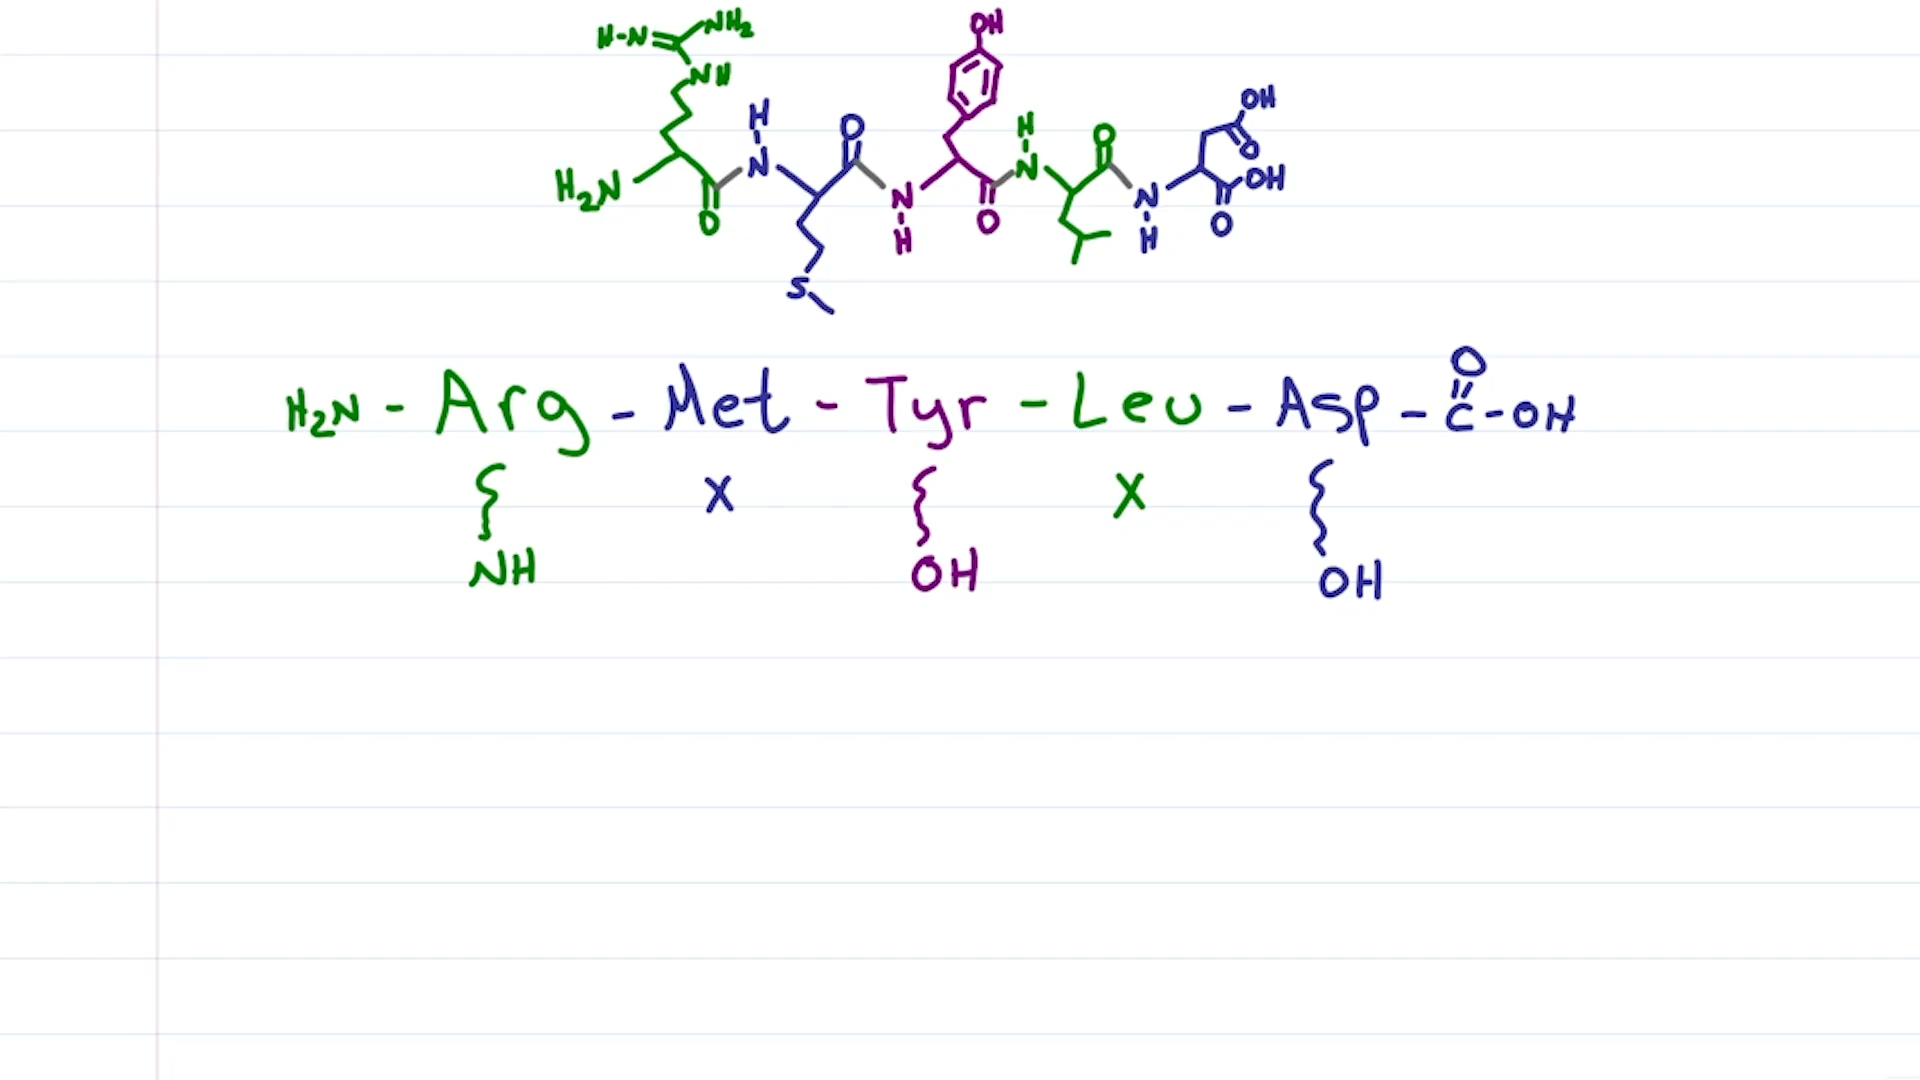 H-N NH₂ OH
NH
H O H O OH
N N O
H₂N N N OH
O H O H O
S
O
H₂N - Arg - Met - Tyr - Leu - Asp - C-OH
X X
NH OH OH